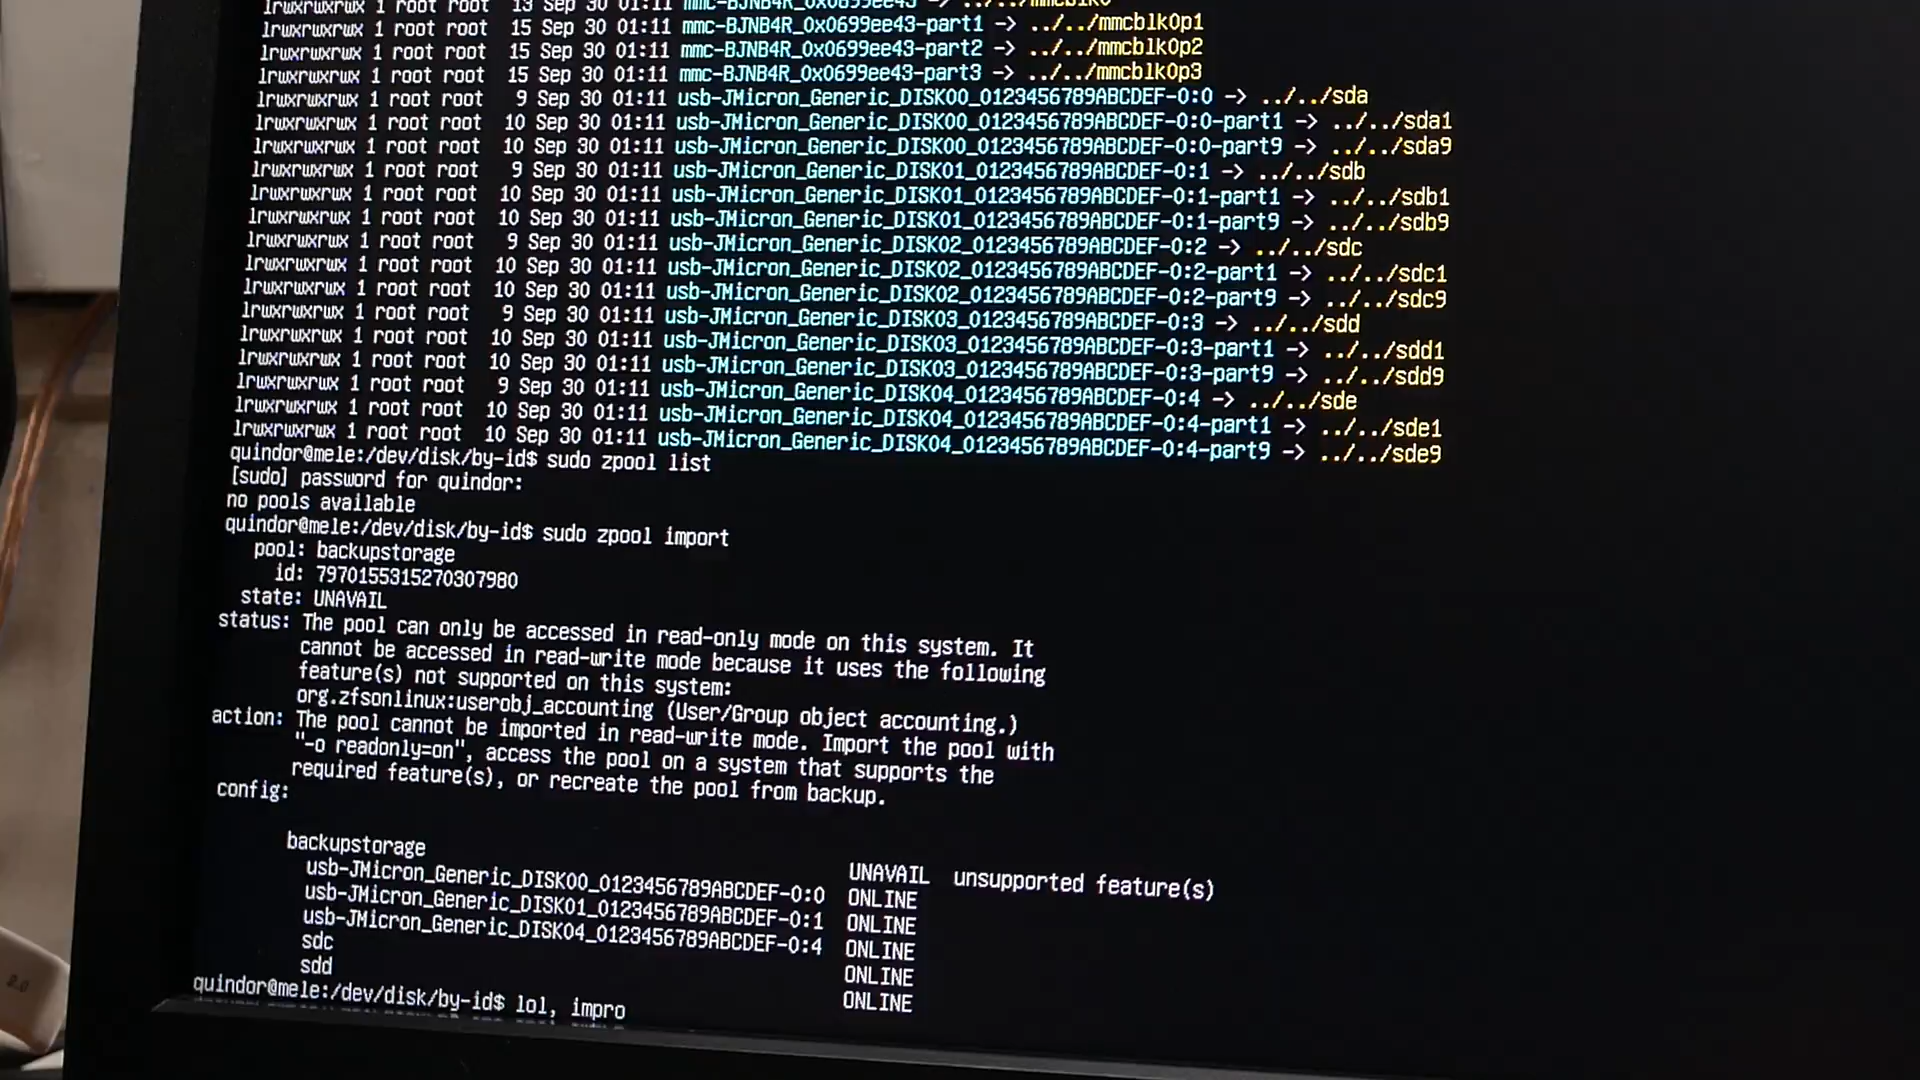 lrwxrwxrwx 1 root root 13 Sep 30 01:11 mmc-BJNB4R_0x0699ee43 -> ../../mmcblk0
lrwxrwxrwx 1 root root 15 Sep 30 01:11 mmc-BJNB4R_0x0699ee43-part1 -> ../../mmcblk0p1
lrwxrwxrwx 1 root root 15 Sep 30 01:11 mmc-BJNB4R_0x0699ee43-part2 -> ../../mmcblk0p2
lrwxrwxrwx 1 root root 15 Sep 30 01:11 mmc-BJNB4R_0x0699ee43-part3 -> ../../mmcblk0p3
lrwxrwxrwx 1 root root 9 Sep 30 01:11 usb-JMicron_Generic_DISK00_0123456789ABCDEF-0:0 -> ../../sda
lrwxrwxrwx 1 root root 10 Sep 30 01:11 usb-JMicron_Generic_DISK00_0123456789ABCDEF-0:0-part1 -> ../../sda1
lrwxrwxrwx 1 root root 10 Sep 30 01:11 usb-JMicron_Generic_DISK00_0123456789ABCDEF-0:0-part9 -> ../../sda9
lrwxrwxrwx 1 root root 9 Sep 30 01:11 usb-JMicron_Generic_DISK01_0123456789ABCDEF-0:1 -> ../../sdb
lrwxrwxrwx 1 root root 10 Sep 30 01:11 usb-JMicron_Generic_DISK01_0123456789ABCDEF-0:1-part1 -> ../../sdb1
lrwxrwxrwx 1 root root 10 Sep 30 01:11 usb-JMicron_Generic_DISK01_0123456789ABCDEF-0:1-part9 -> ../../sdb9
lrwxrwxrwx 1 root root 9 Sep 30 01:11 usb-JMicron_Generic_DISK02_0123456789ABCDEF-0:2 -> ../../sdc
lrwxrwxrwx 1 root root 10 Sep 30 01:11 usb-JMicron_Generic_DISK02_0123456789ABCDEF-0:2-part1 -> ../../sdc1
lrwxrwxrwx 1 root root 10 Sep 30 01:11 usb-JMicron_Generic_DISK02_0123456789ABCDEF-0:2-part9 -> ../../sdc9
lrwxrwxrwx 1 root root 9 Sep 30 01:11 usb-JMicron_Generic_DISK03_0123456789ABCDEF-0:3 -> ../../sdd
lrwxrwxrwx 1 root root 10 Sep 30 01:11 usb-JMicron_Generic_DISK03_0123456789ABCDEF-0:3-part1 -> ../../sdd1
lrwxrwxrwx 1 root root 10 Sep 30 01:11 usb-JMicron_Generic_DISK03_0123456789ABCDEF-0:3-part9 -> ../../sdd9
lrwxrwxrwx 1 root root 9 Sep 30 01:11 usb-JMicron_Generic_DISK04_0123456789ABCDEF-0:4 -> ../../sde
lrwxrwxrwx 1 root root 10 Sep 30 01:11 usb-JMicron_Generic_DISK04_0123456789ABCDEF-0:4-part1 -> ../../sde1
lrwxrwxrwx 1 root root 10 Sep 30 01:11 usb-JMicron_Generic_DISK04_0123456789ABCDEF-0:4-part9 -> ../../sde9
quindor@mele:/dev/disk/by-id$ sudo zpool list
[sudo] password for quindor:
no pools available
quindor@mele:/dev/disk/by-id$ sudo zpool import
pool: backupstorage
id: 7970155315270307980
state: UNAVAIL
status: The pool can only be accessed in read-only mode on this system. It
cannot be accessed in read-write mode because it uses the following
feature(s) not supported on this system:
org.zfsonlinux:userobj_accounting (User/Group object accounting.)
action: The pool cannot be imported in read-write mode. Import the pool with
"-o readonly=on", access the pool on a system that supports the
required feature(s), or recreate the pool from backup.
config:
backupstorage UNAVAIL unsupported feature(s)
usb-JMicron_Generic_DISK00_0123456789ABCDEF-0:0 ONLINE
usb-JMicron_Generic_DISK01_0123456789ABCDEF-0:1 ONLINE
usb-JMicron_Generic_DISK04_0123456789ABCDEF-0:4 ONLINE
sdc ONLINE
sdd ONLINE
quindor@mele:/dev/disk/by-id$ lol, impro
2.0